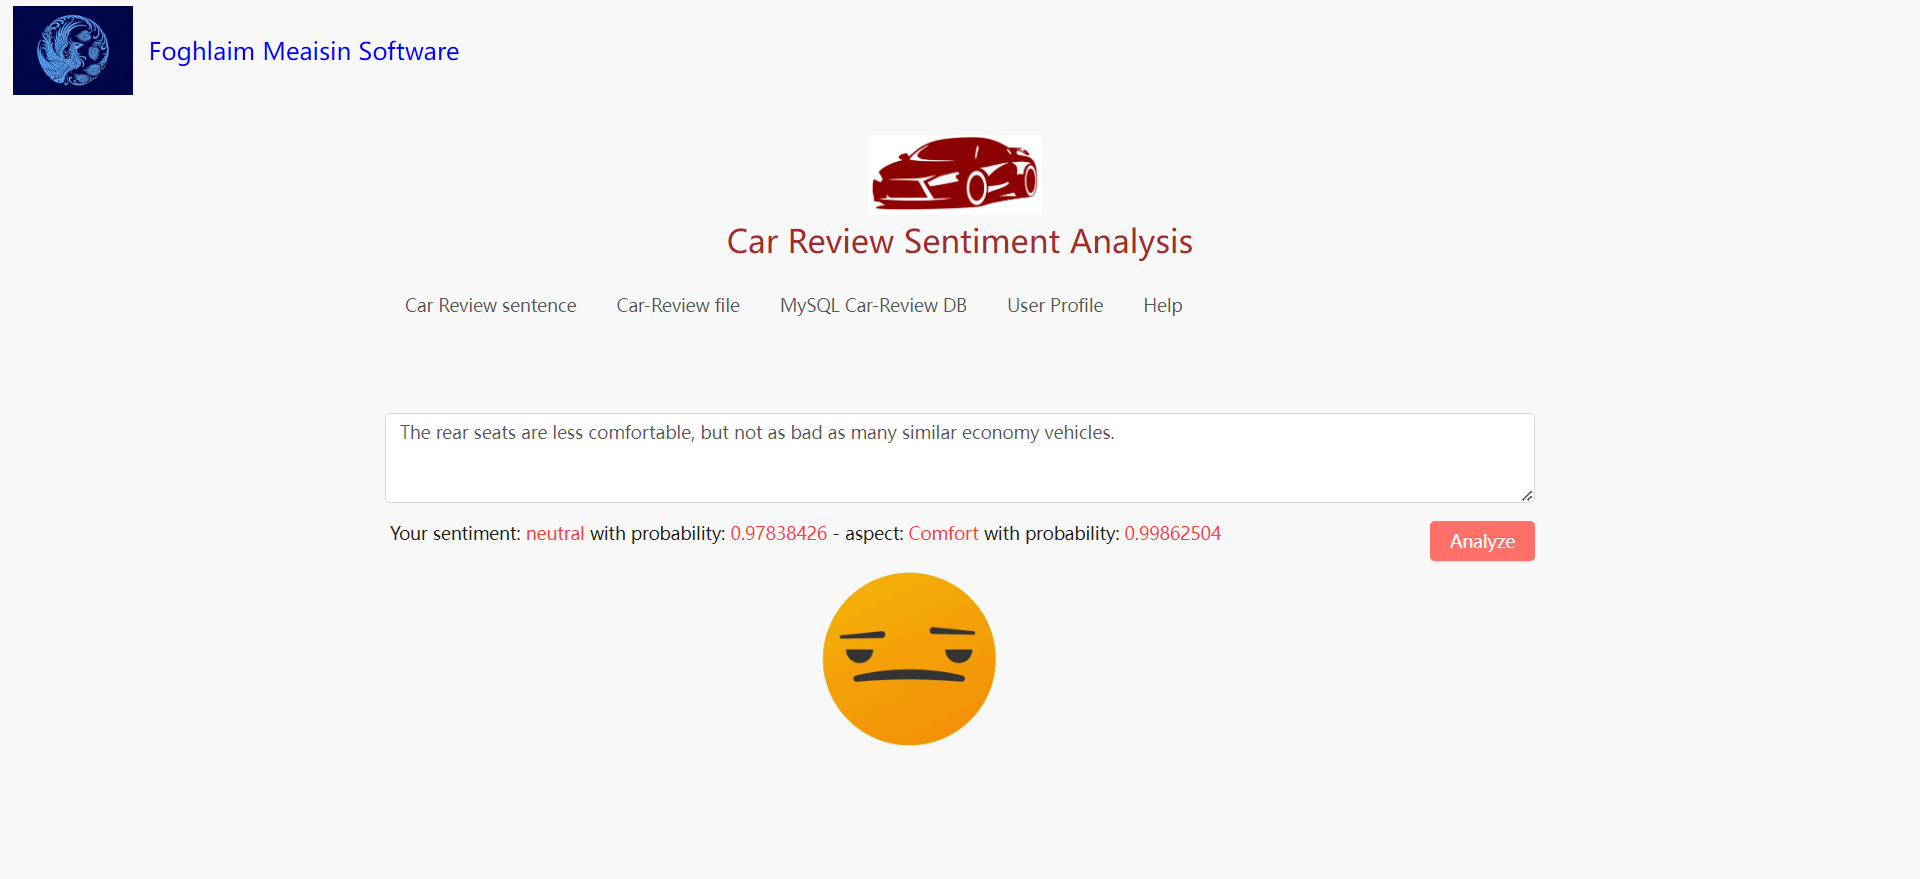 Foghlaim Meaisin Software
Car Review Sentiment Analysis
Car Review sentence Car-Review file MySQL Car-Review DB User Profile Help
The rear seats are less comfortable, but not as bad as many similar economy vehicles.
Your sentiment: neutral with probability: 0.97838426 - aspect: Comfort with probability: 0.99862504
Analyze